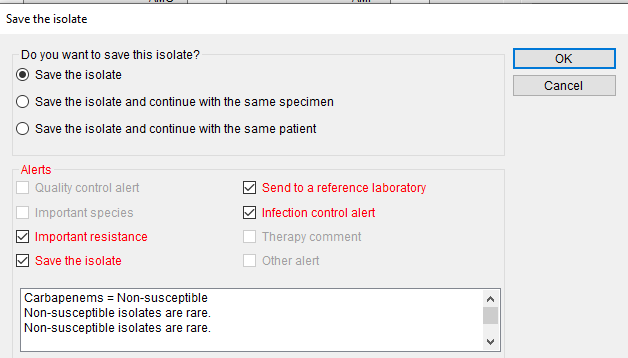 Save the isolate
Do you want to save this isolate?
Save the isolate
Save the isolate and continue with the same specimen
Save the isolate and continue with the same patient
OK
Cancel
Alerts
Quality control alert
Send to a reference laboratory
Important species
Infection control alert
Important resistance
Therapy comment
Save the isolate
Other alert
Carbapenems = Non-susceptible
Non-susceptible isolates are rare.
Non-susceptible isolates are rare.